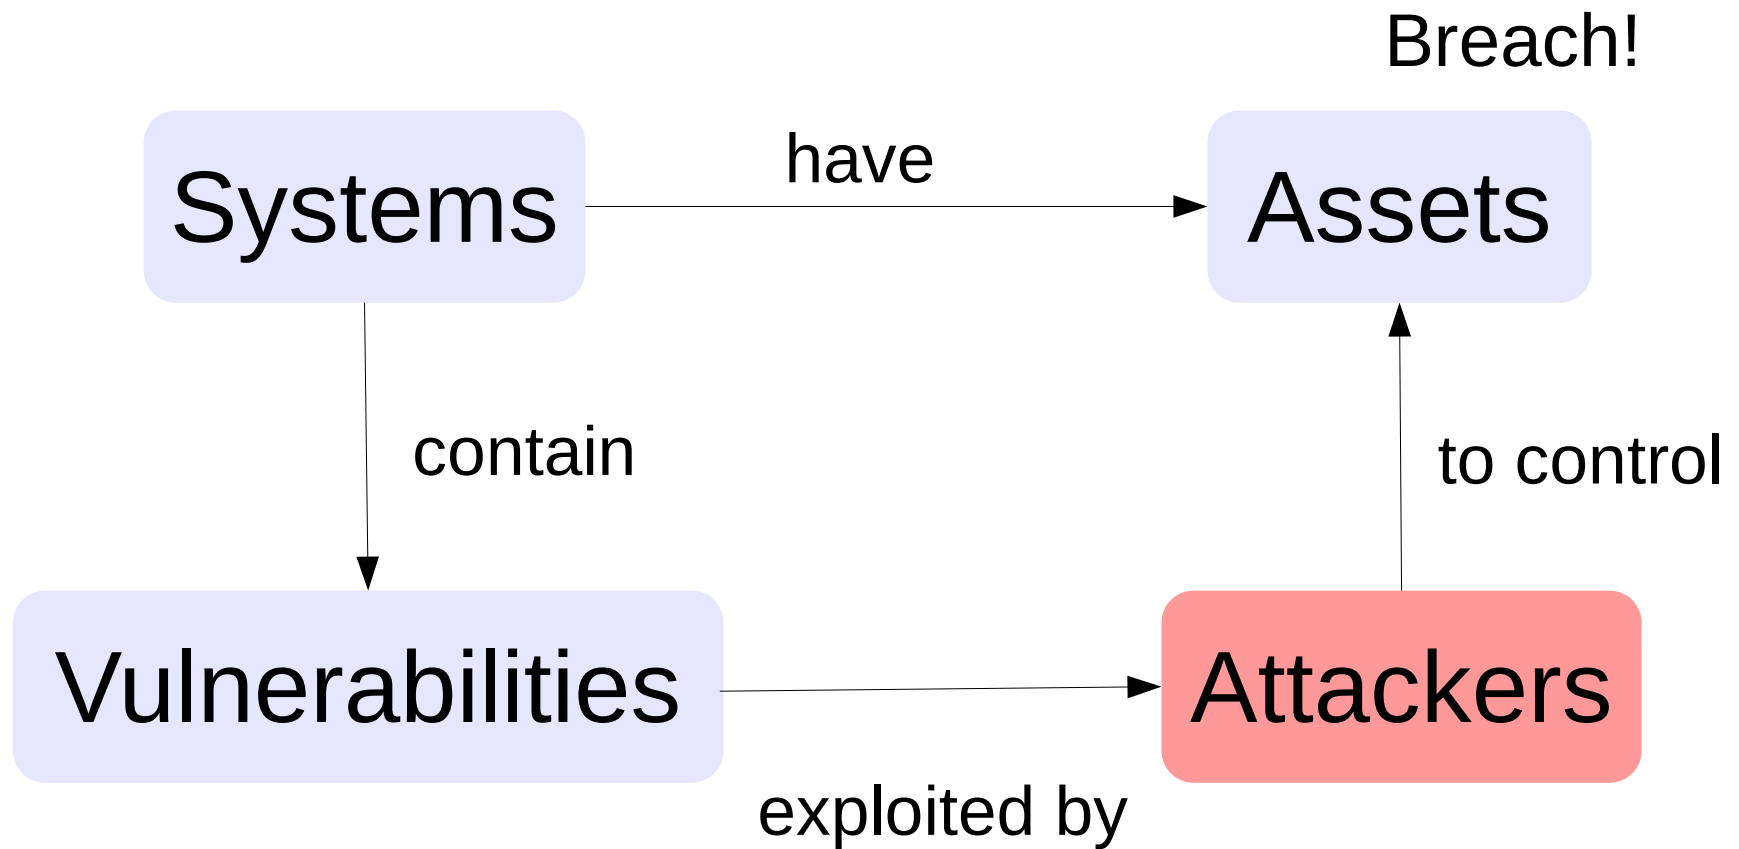 Breach!
have
Systems
Assets
contain
to control
Vulnerabilities
Attackers
exploited by